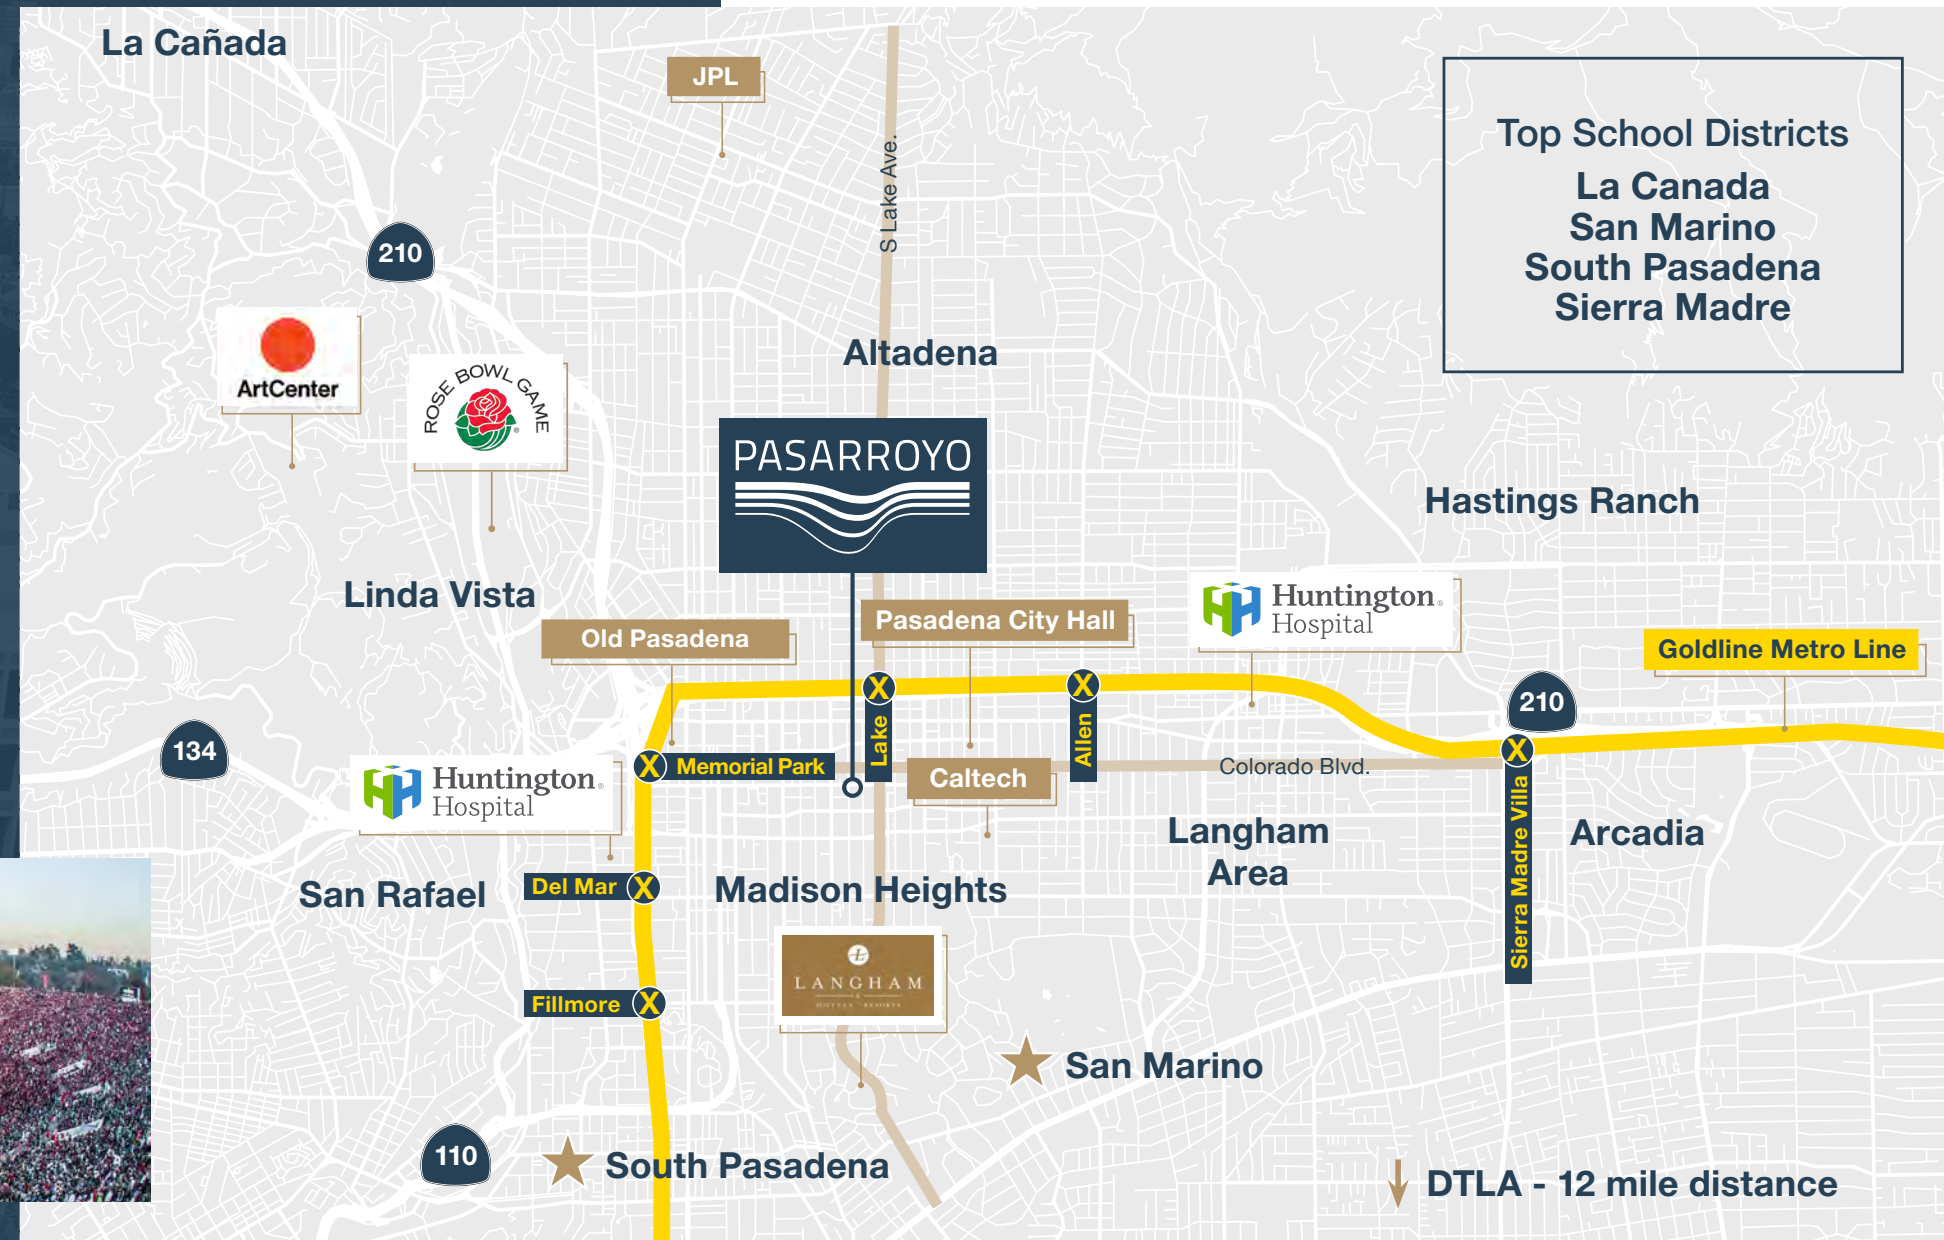 La Cañada
JPL
S Lake Ave.
Top School Districts
La Canada
San Marino
South Pasadena
Sierra Madre
210
ArtCenter
ROSE BOWL GAME
Altadena
PASARROYO
Hastings Ranch
Linda Vista
Old Pasadena
Pasadena City Hall
Huntington
Hospital
Goldline Metro Line
X
X
210
134
Lake
Allen
X
X
Memorial Park
Colorado Blvd.
Caltech
Huntington
Hospital
Sierra Madre Villa
Langham
Area
Arcadia
San Rafael
Del Mar
X
Madison Heights
LANGHAM
HOTELS · RESORTS
Fillmore
X
San Marino
110
South Pasadena
DTLA - 12 mile distance